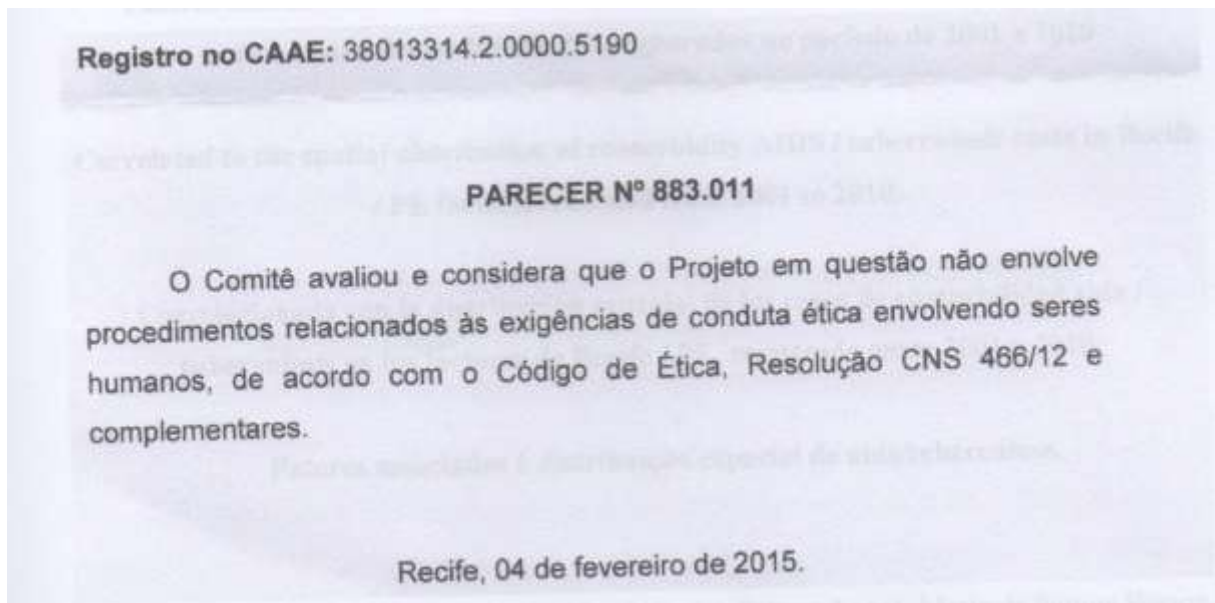 Registro no CAAE: 38013314.2.0000.5190
PARECER Nº 883.011
O Comitê avaliou e considera que o Projeto em questão não envolve
procedimentos relacionados às exigências de conduta ética envolvendo seres
humanos, de acordo com o Código de Ética, Resolução CNS 466/12 e
complementares.
Recife, 04 de fevereiro de 2015.